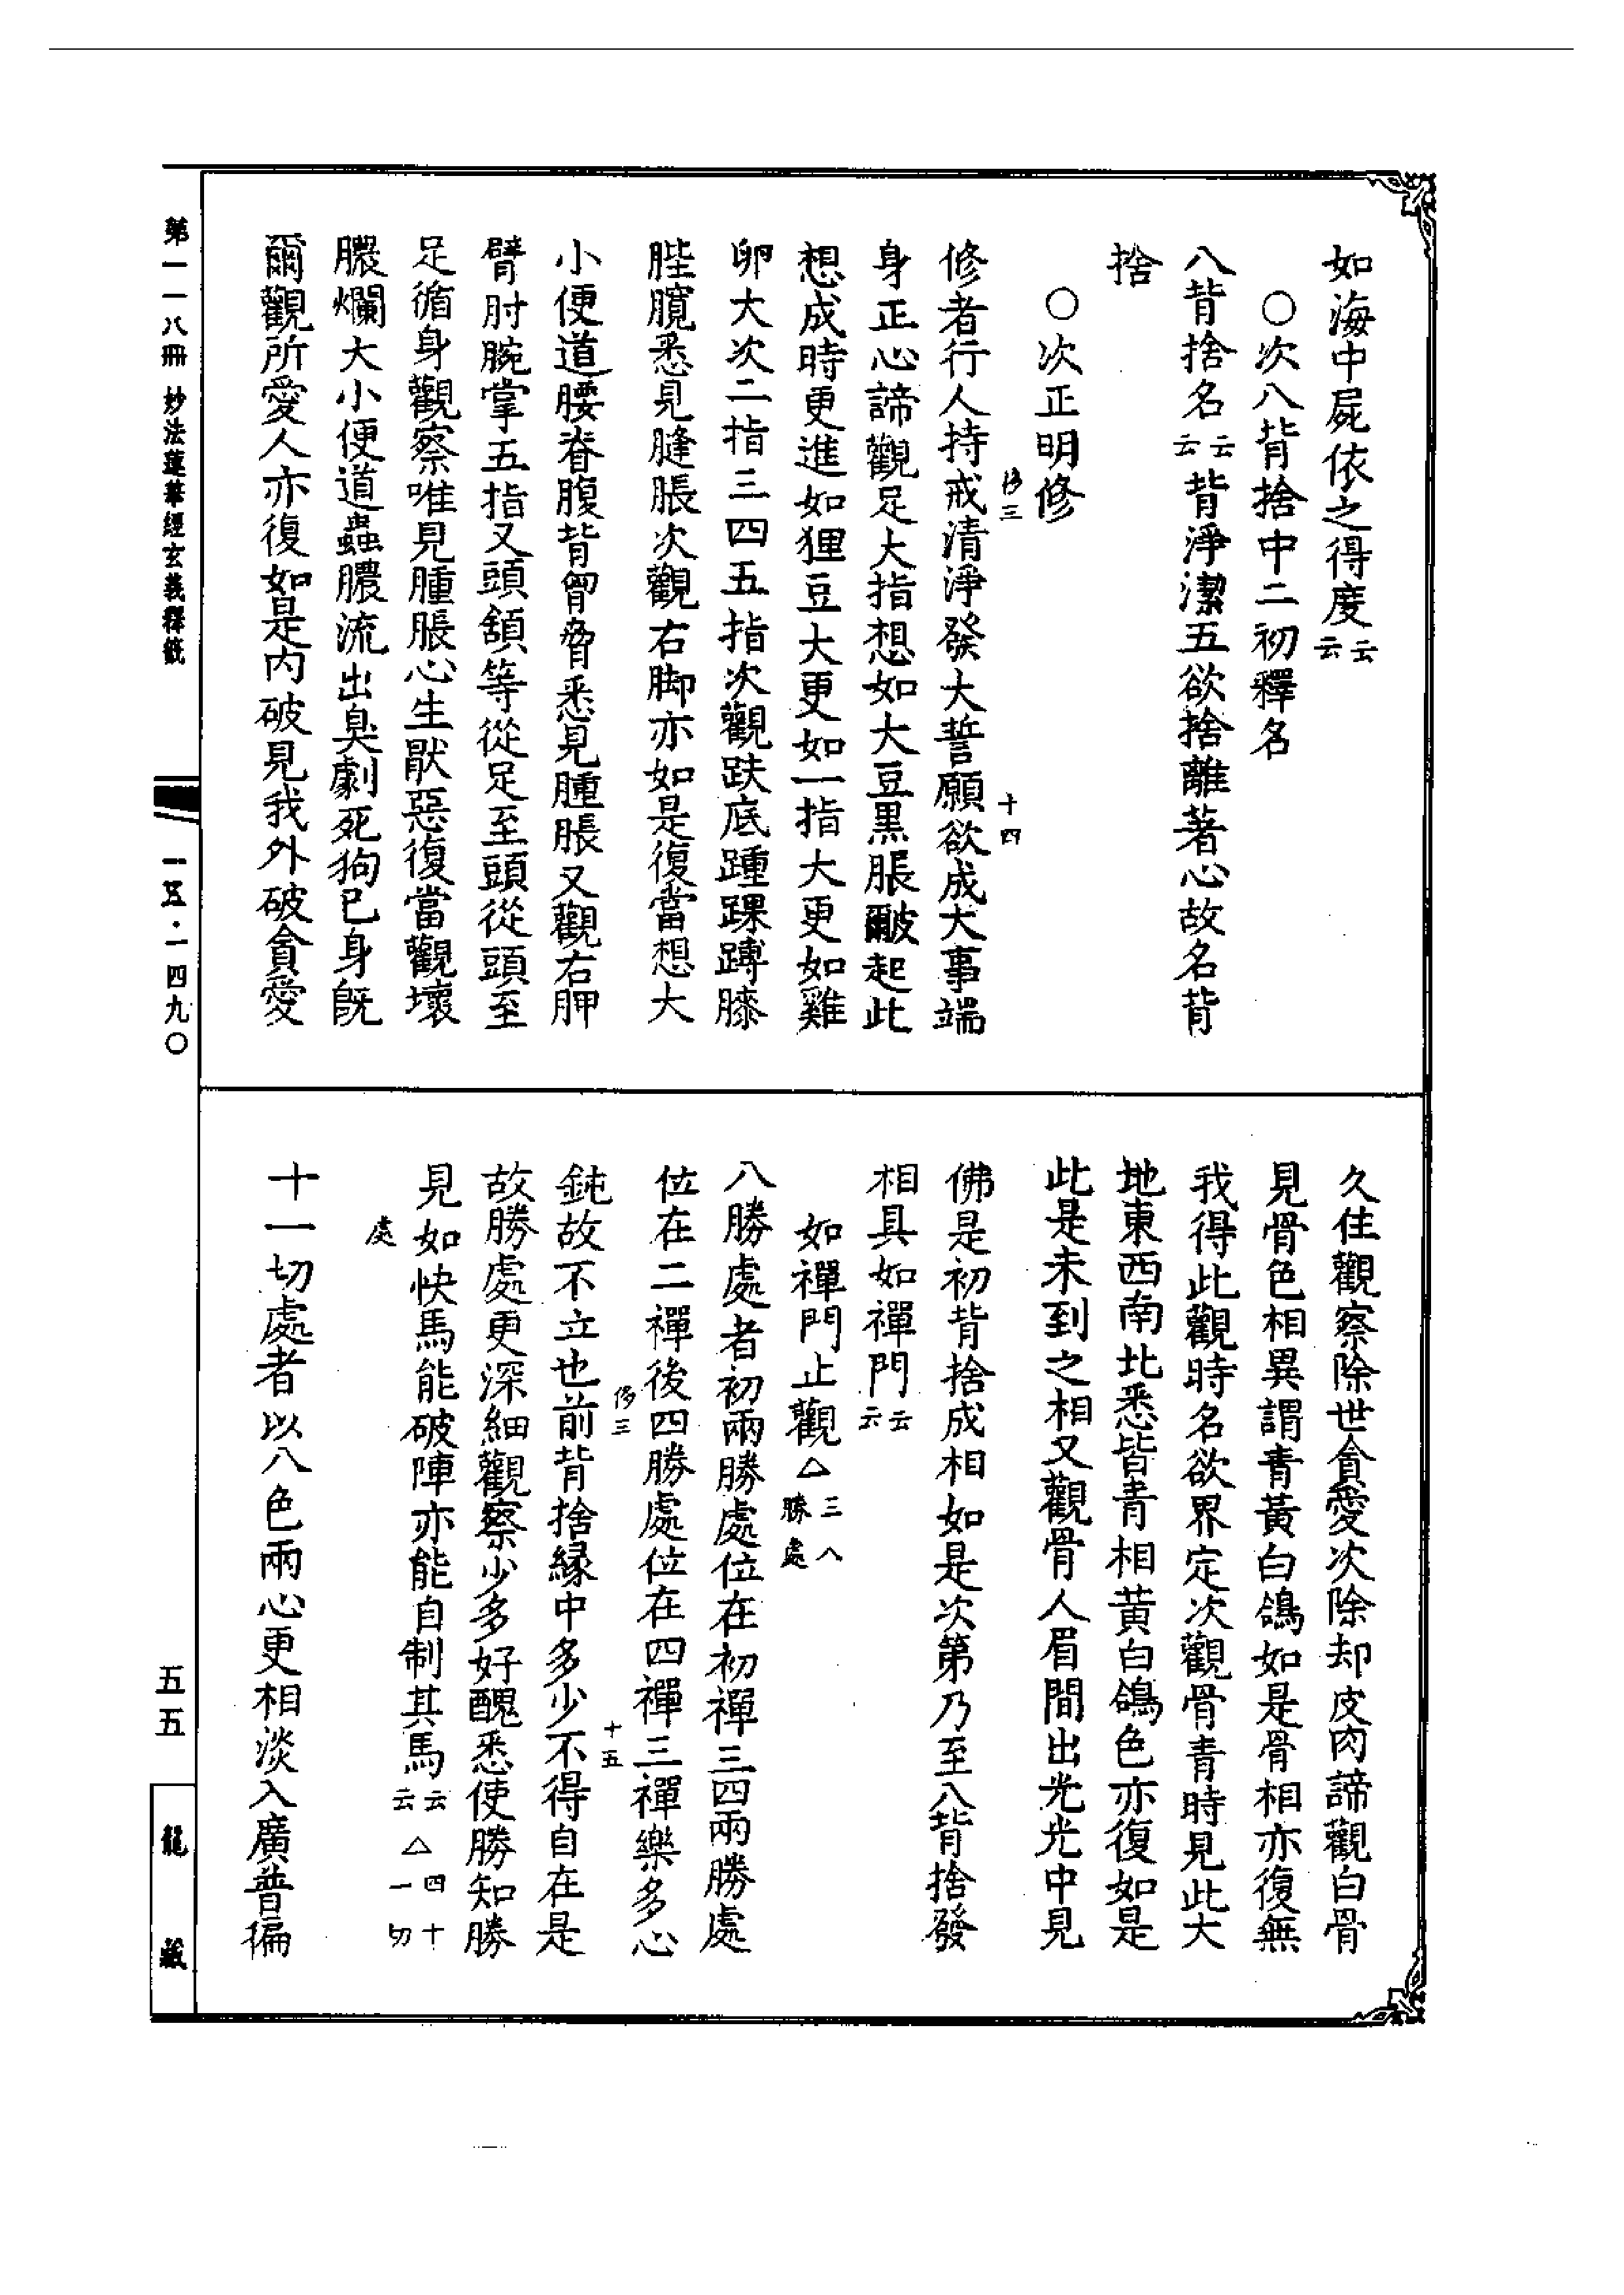 如海中屍依之得度云云
○次八背捨中二初釋名
八背捨名云云背淨潔五欲捨離著心故名背
捨
○次正明修
侈三 十四
修者行人持戒清淨發大誓願欲成大事端
身正心諦觀足大指想如大豆黑脹皻起此
想成時更進如狸豆大更如一指大更如雞
卵大次二指三四五指次觀趺底踵踝䏝膝
䏶臗悉見膖脹次觀右脚亦如是復當想大
小便道腰脊腹背胷脅悉見腫脹又觀右胛
臂肘腕掌五指又頭頷等從足至頭從頭至
足循身觀察唯見腫脹心生厭惡復當觀壞
膿爛大小便道蟲膿流出臭劇死狗已身既
爾觀所愛人亦復如是內破見我外破貪愛
久住觀察除世貪愛次除却皮肉諦觀白骨
見骨色相異謂青黃白鴿如是骨相亦復無
我得此觀時名欲界定次觀骨青時見此大
地東西南北悉皆青相黃白鴿色亦復如是
此是未到之相又觀骨人眉間出光光中見
佛是初背捨成相如是次第乃至八背捨發
相具如禪門云云
如禪門止觀△三八勝處
八勝處者初兩勝處位在初禪三四兩勝處
位在二禪後四勝處位在四禪三禪樂多心
侈三 十五
鈍故不立也前背捨緣中多少不得自在是
故勝處更深細觀察少多好醜悉使勝知勝
見如快馬能破陣亦能自制其馬云云△四十一切
處
十一切處者以八色兩心更相淡入廣普徧
第一一八冊 妙法蓮華經玄義釋籤
一五·一四九〇
五五
龍藏